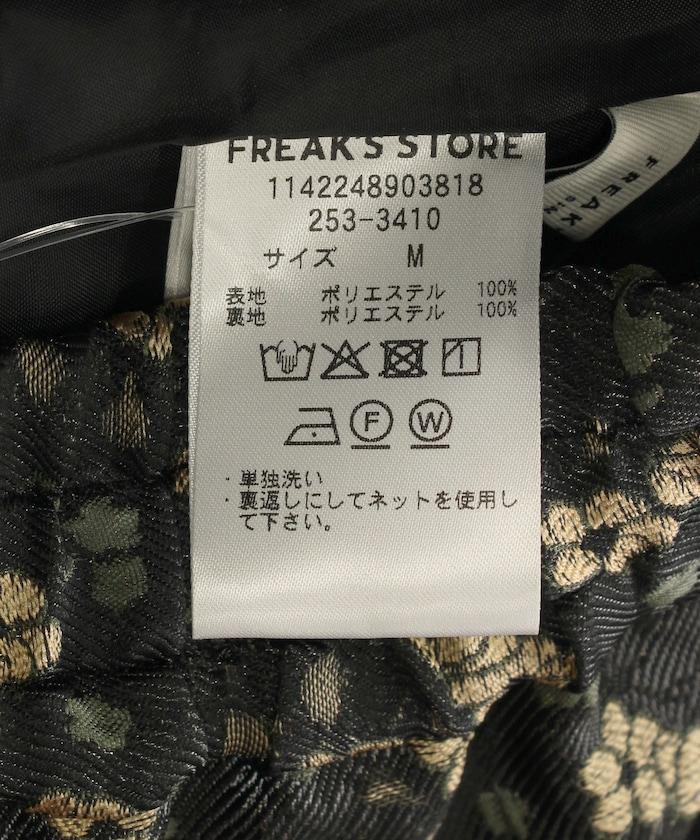 FREAK'S STORE
1142248903818
253-3410
サイズ M
表地 ポリエステル 100%
裏地 ポリエステル 100%
F W
・単独洗い
・裏返しにしてネットを使用し
て下さい。
FREAK